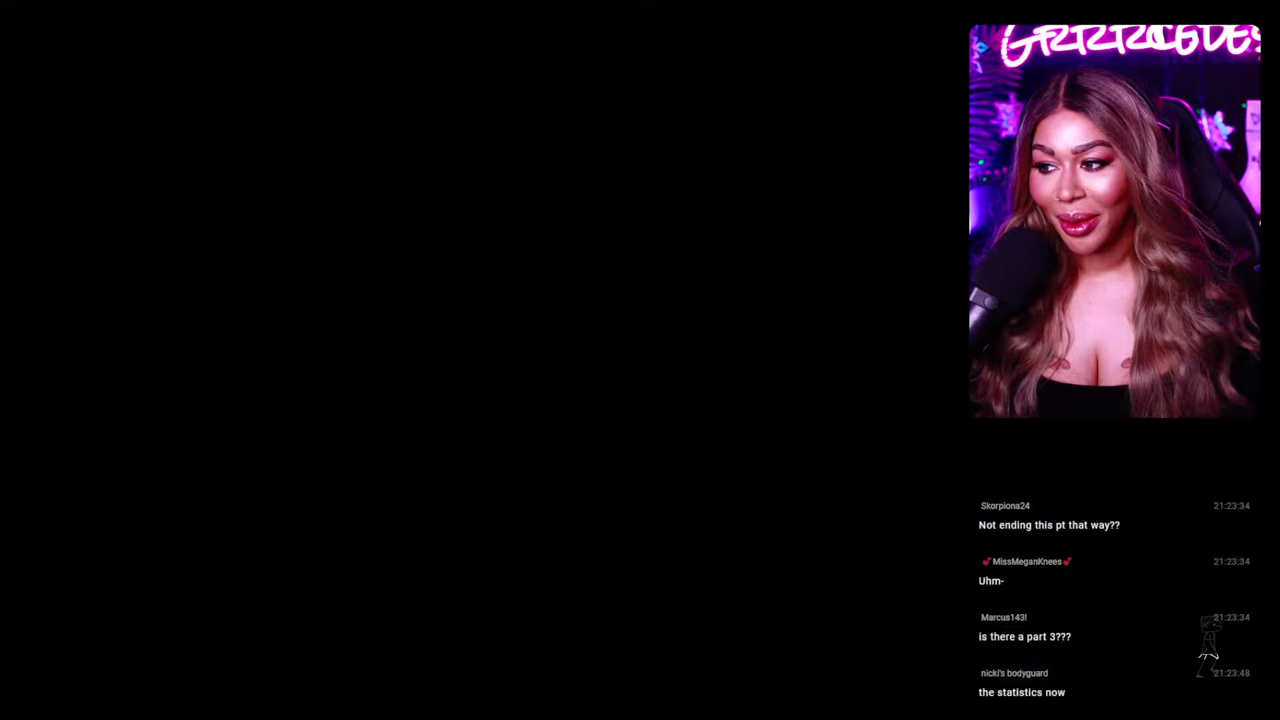 GRRRCEDES
Skorpiona24 21:23:34
Not ending this pt that way??
💕MissMeganKnees💕 21:23:34
Uhm-
Marcus143! 21:23:34
is there a part 3???
nicki's bodyguard 21:23:48
the statistics now